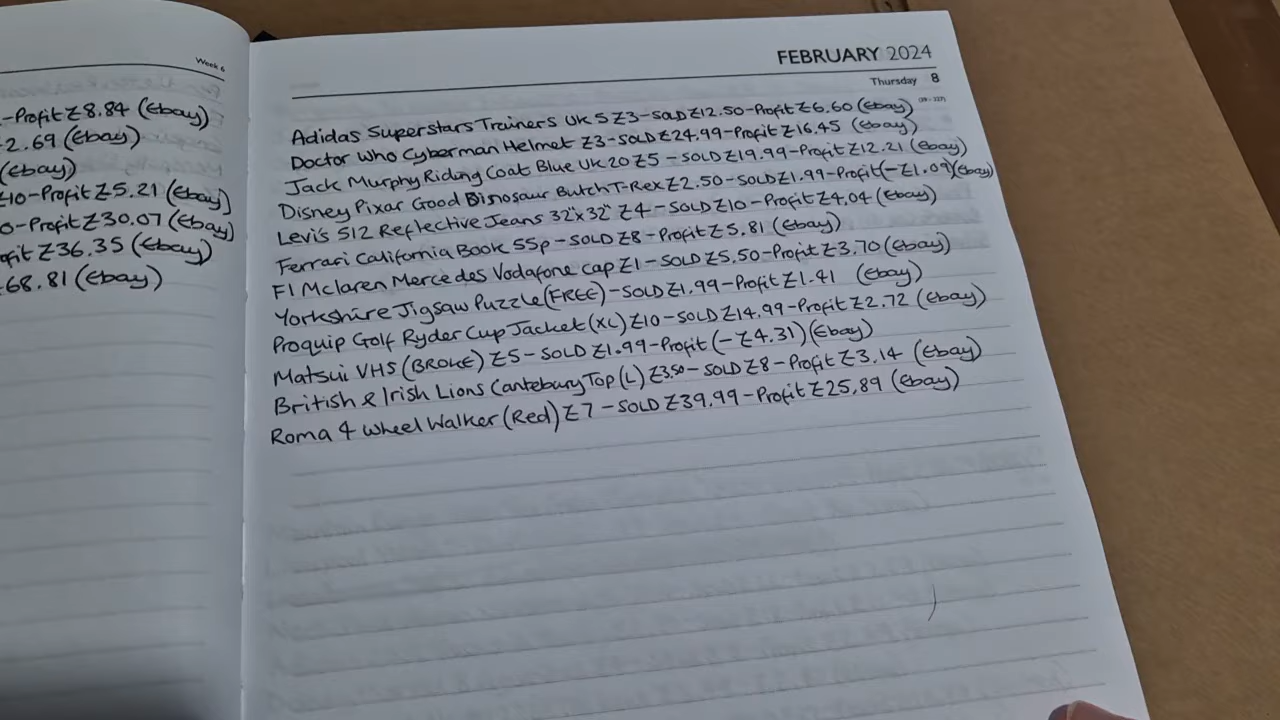 Week 6
-Profit £8.84 (Ebay)
2.69 (Ebay)
(Ebay)
£10-Profit £5.21 (Ebay)
0-Profit £30.07 (Ebay)
ofit £36.35 (Ebay)
£68.81 (Ebay)
FEBRUARY 2024
Thursday 8
(39 - 327)
Adidas Superstars Trainers UK 5 £3-SOLD £12.50-Profit £6.60 (Ebay)
Doctor Who Cyberman Helmet £3-SOLD £24.99-Profit £16.45 (Ebay)
Jack Murphy Riding Coat Blue UK 20 £5 - SOLD £19.99-Profit £12.21 (Ebay)
Disney Pixar Good Disnosaur Butch T-Rex £2.50-SOLD £1.99-Profit (-£1.09) (Ebay)
Levi's 512 Reflective Jeans 32"x32" £4-SOLD £10-Profit £4.04 (Ebay)
Ferrari California Book 55p-SOLD £8-Profit £5.81 (Ebay)
F1 Mclaren Mercedes Vodafone cap £1-SOLD £5.50-Profit £3.70 (Ebay)
Yorkshire Jigsaw Puzzle (FREE)-SOLD £1.99-Profit £1.41 (Ebay)
Proquip Golf Ryder Cup Jacket (XL) £10-SOLD £14.99-Profit £2.72 (Ebay)
Matsui VHS (BROKE) £5-SOLD £1.99-Profit (-£4.31) (Ebay)
British & Irish Lions Cantebury Top (L) £3.50-SOLD £8-Profit £3.14 (Ebay)
Roma 4 Wheel Walker (Red) £7-SOLD £39.99-Profit £25.89 (Ebay)